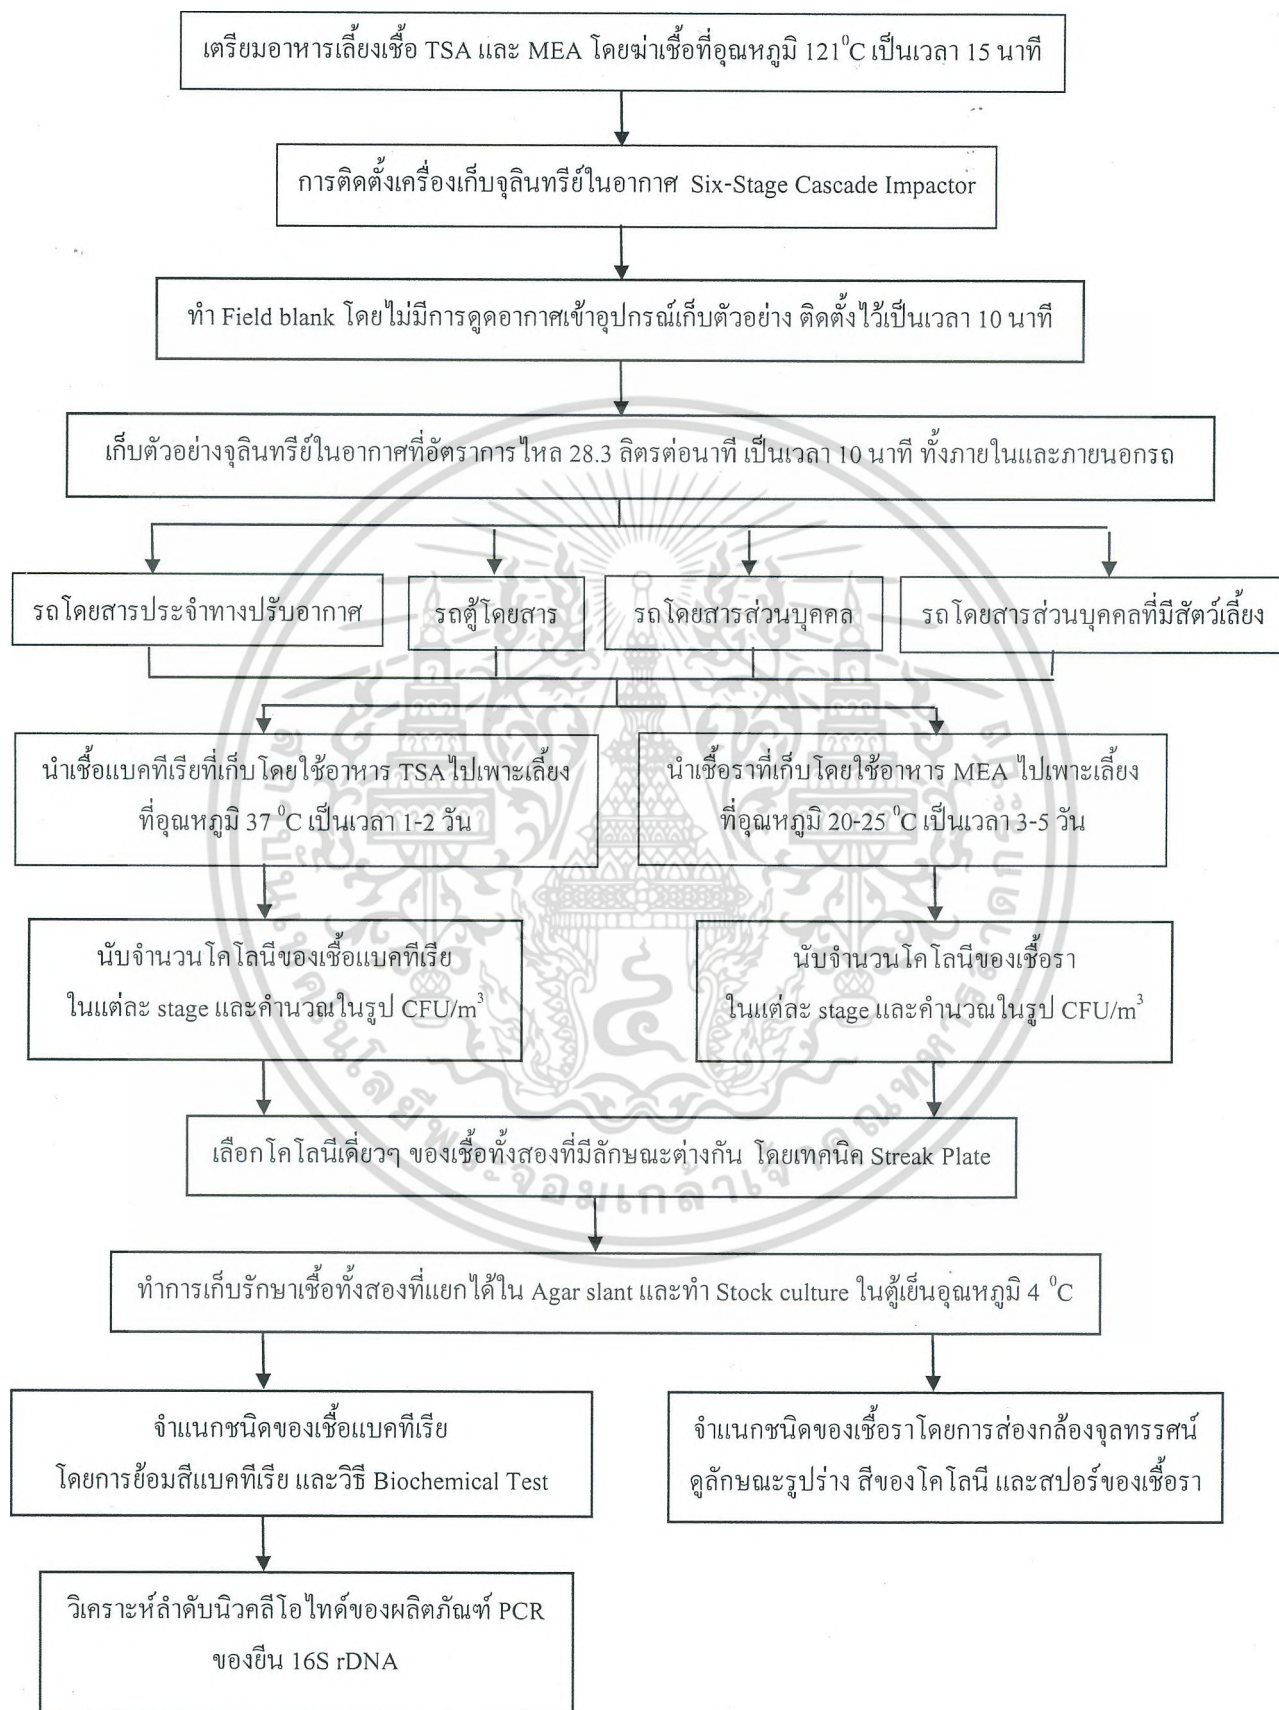 เตรียมอาหารเลี้ยงเชื้อ TSA และ MEA โดยฆ่าเชื้อที่อุณหภูมิ 121⁰C เป็นเวลา 15 นาที
การติดตั้งเครื่องเก็บจุลินทรีย์ในอากาศ Six-Stage Cascade Impactor
ทำ Field blank โดยไม่มีการดูดอากาศเข้าอุปกรณ์เก็บตัวอย่าง ติดตั้งไว้เป็นเวลา 10 นาที
เก็บตัวอย่างจุลินทรีย์ในอากาศที่อัตราการไหล 28.3 ลิตรต่อนาที เป็นเวลา 10 นาที ทั้งภายในและภายนอกรถ
รถโดยสารประจำทางปรับอากาศ
รถตู้โดยสาร
รถโดยสารส่วนบุคคล
รถโดยสารส่วนบุคคลที่มีสัตว์เลี้ยง
นำเชื้อแบคทีเรียที่เก็บโดยใช้อาหาร TSA ไปเพาะเลี้ยง
ที่อุณหภูมิ 37 ⁰C เป็นเวลา 1-2 วัน
นำเชื้อราที่เก็บโดยใช้อาหาร MEA ไปเพาะเลี้ยง
ที่อุณหภูมิ 20-25 ⁰C เป็นเวลา 3-5 วัน
นับจำนวนโคโลนีของเชื้อแบคทีเรีย
ในแต่ละ stage และคำนวณในรูป CFU/m³
นับจำนวนโคโลนีของเชื้อรา
ในแต่ละ stage และคำนวณในรูป CFU/m³
เลือกโคโลนีเดี่ยวๆ ของเชื้อทั้งสองที่มีลักษณะต่างกัน โดยเทคนิค Streak Plate
ทำการเก็บรักษาเชื้อทั้งสองที่แยกได้ใน Agar slant และทำ Stock culture ในตู้เย็นอุณหภูมิ 4 ⁰C
จำแนกชนิดของเชื้อแบคทีเรีย
โดยการย้อมสีแบคทีเรีย และวิธี Biochemical Test
จำแนกชนิดของเชื้อราโดยการส่องกล้องจุลทรรศน์
ดูลักษณะรูปร่าง สีของโคโลนี และสปอร์ของเชื้อรา
วิเคราะห์ลำดับนิวคลีโอไทด์ของผลิตภัณฑ์ PCR
ของยีน 16S rDNA